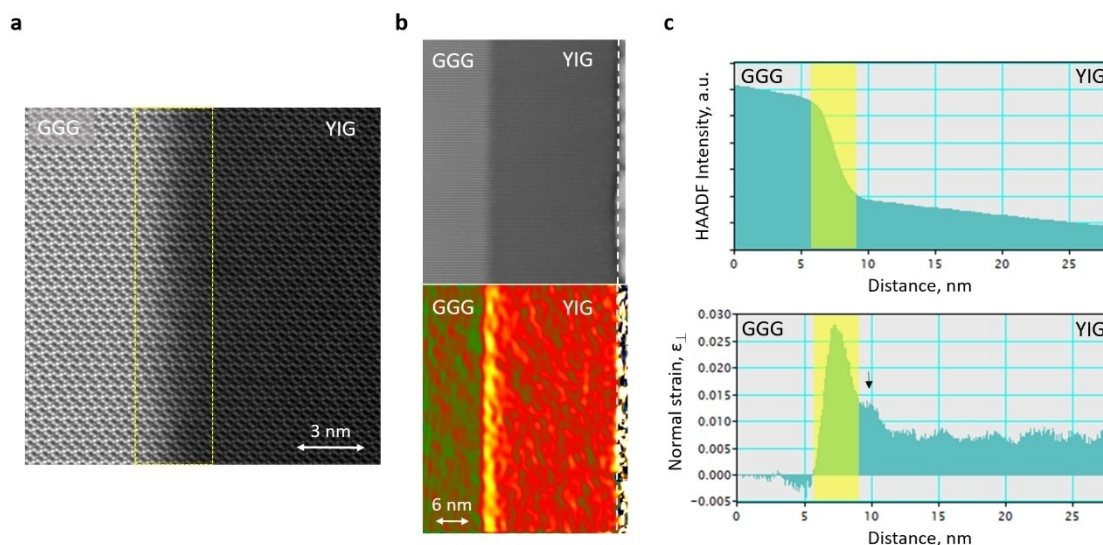 a
GGG
YIG
3 nm
b
GGG
YIG
GGG
YIG
6 nm
c
GGG
YIG
HAADF Intensity, a.u.
0
5
10
15
20
25
Distance, nm
GGG
YIG
Normal strain, ε⊥
0.030
0.025
0.020
0.015
0.010
0.005
0.000
−0.005
0
5
10
15
20
25
Distance, nm